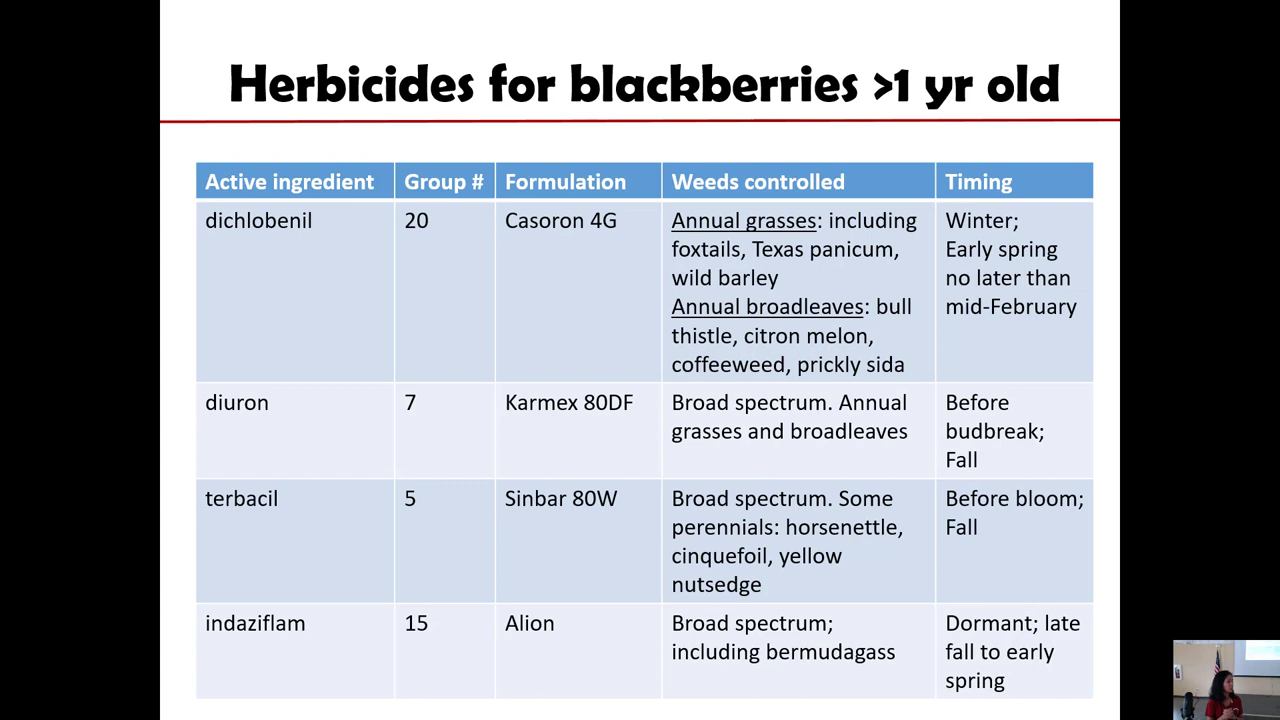 Herbicides for blackberries >1 yr old
Active ingredient Group # Formulation Weeds controlled Timing
dichlobenil 20 Casoron 4G Annual grasses: including Winter;
foxtails, Texas panicum, Early spring
wild barley no later than
Annual broadleaves: bull mid-February
thistle, citron melon,
coffeeweed, prickly sida
diuron 7 Karmex 80DF Broad spectrum. Annual Before
grasses and broadleaves budbreak;
Fall
terbacil 5 Sinbar 80W Broad spectrum. Some Before bloom;
perennials: horsenettle, Fall
cinquefoil, yellow
nutsedge
indaziflam 15 Alion Broad spectrum; Dormant; late
including bermudagass fall to early
spring